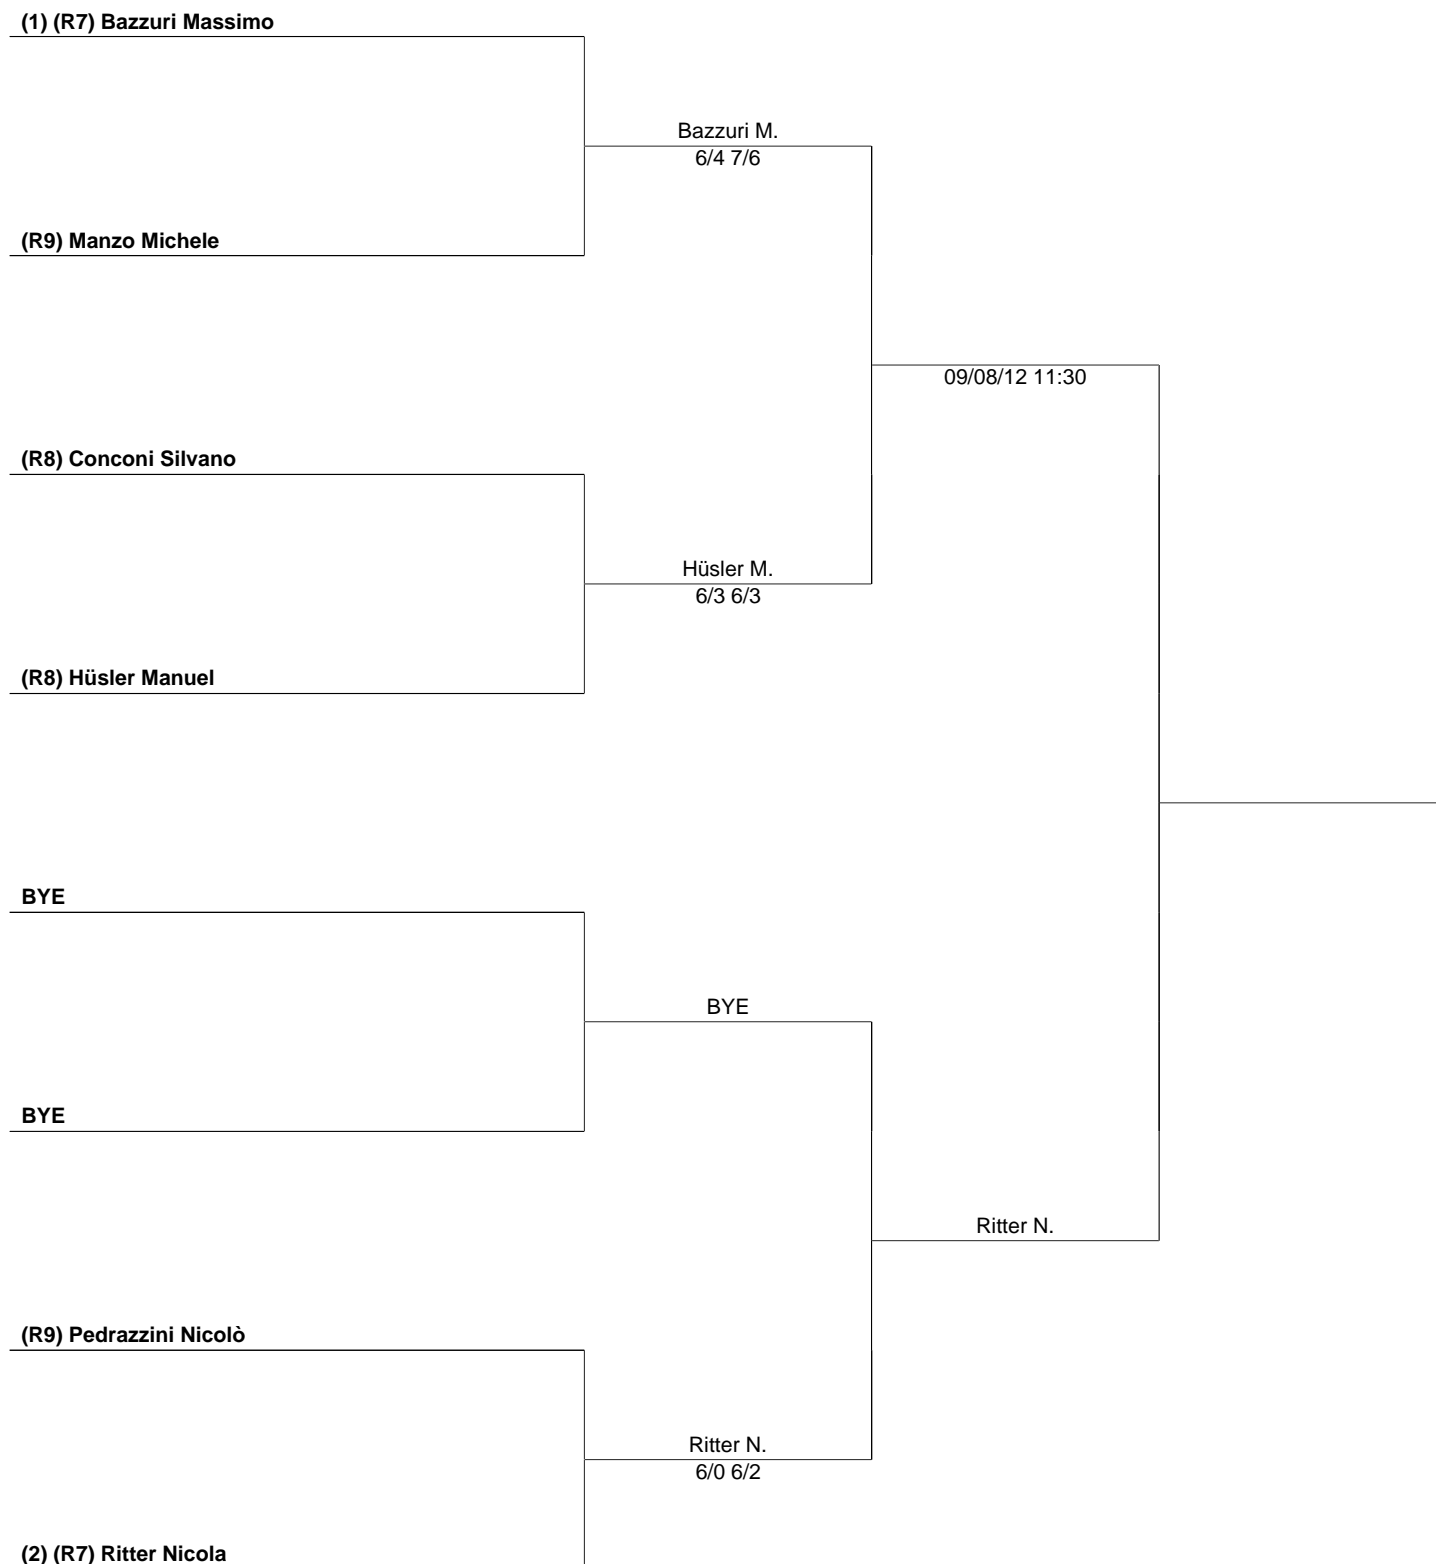 (1) (R7) Bazzuri Massimo
Bazzuri M.
6/4 7/6
(R9) Manzo Michele
09/08/12 11:30
(R8) Conconi Silvano
Hüsler M.
6/3 6/3
(R8) Hüsler Manuel
BYE
BYE
BYE
Ritter N.
(R9) Pedrazzini Nicolò
Ritter N.
6/0 6/2
(2) (R7) Ritter Nicola